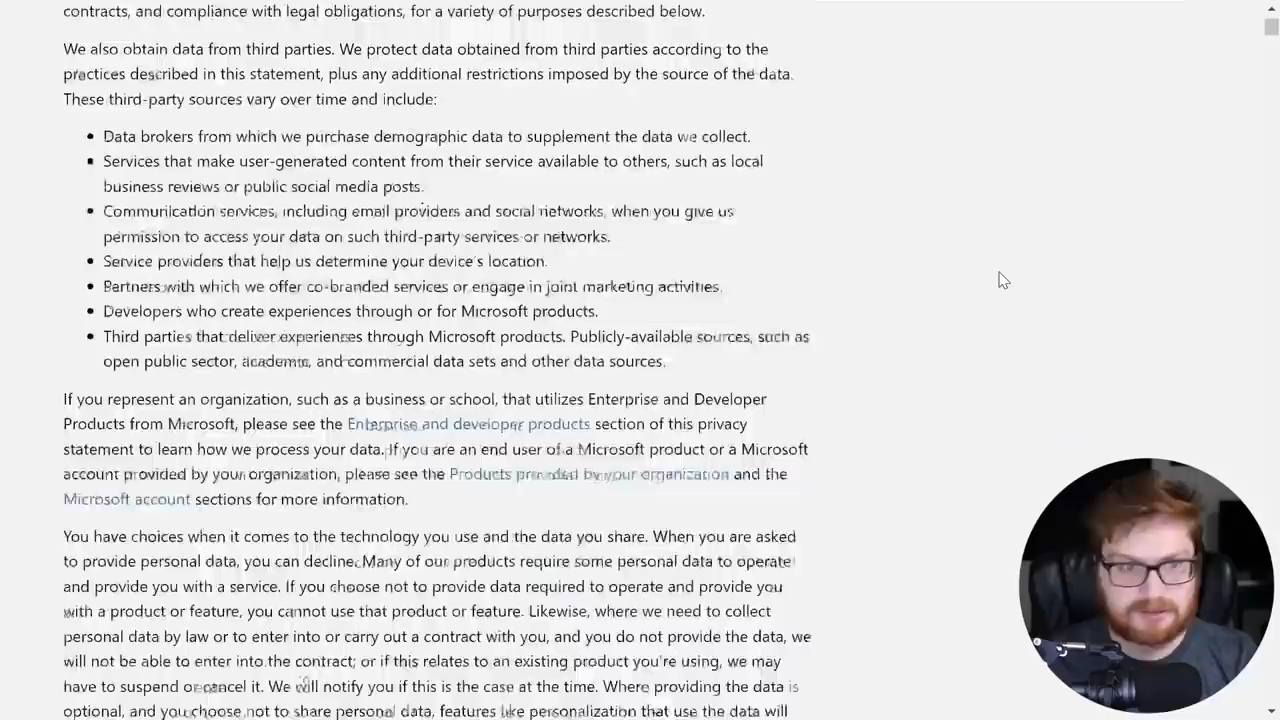 contracts, and compliance with legal obligations, for a variety of purposes described below.
We also obtain data from third parties. We protect data obtained from third parties according to the
practices described in this statement, plus any additional restrictions imposed by the source of the data.
These third-party sources vary over time and include:
• Data brokers from which we purchase demographic data to supplement the data we collect.
• Services that make user-generated content from their service available to others, such as local
business reviews or public social media posts.
• Communication services, including email providers and social networks, when you give us
permission to access your data on such third-party services or networks.
• Service providers that help us determine your device's location.
• Partners with which we offer co-branded services or engage in joint marketing activities.
• Developers who create experiences through or for Microsoft products.
• Third parties that deliver experiences through Microsoft products. Publicly-available sources, such as
open public sector, academic, and commercial data sets and other data sources.
If you represent an organization, such as a business or school, that utilizes Enterprise and Developer
Products from Microsoft, please see the Enterprise and developer products section of this privacy
statement to learn how we process your data. If you are an end user of a Microsoft product or a Microsoft
account provided by your organization, please see the Products provided by your organization and the
Microsoft account sections for more information.
You have choices when it comes to the technology you use and the data you share. When you are asked
to provide personal data, you can decline. Many of our products require some personal data to operate
and provide you with a service. If you choose not to provide data required to operate and provide you
with a product or feature, you cannot use that product or feature. Likewise, where we need to collect
personal data by law or to enter into or carry out a contract with you, and you do not provide the data, we
will not be able to enter into the contract; or if this relates to an existing product you're using, we may
have to suspend or cancel it. We will notify you if this is the case at the time. Where providing the data is
optional, and you choose not to share personal data, features like personalization that use the data will